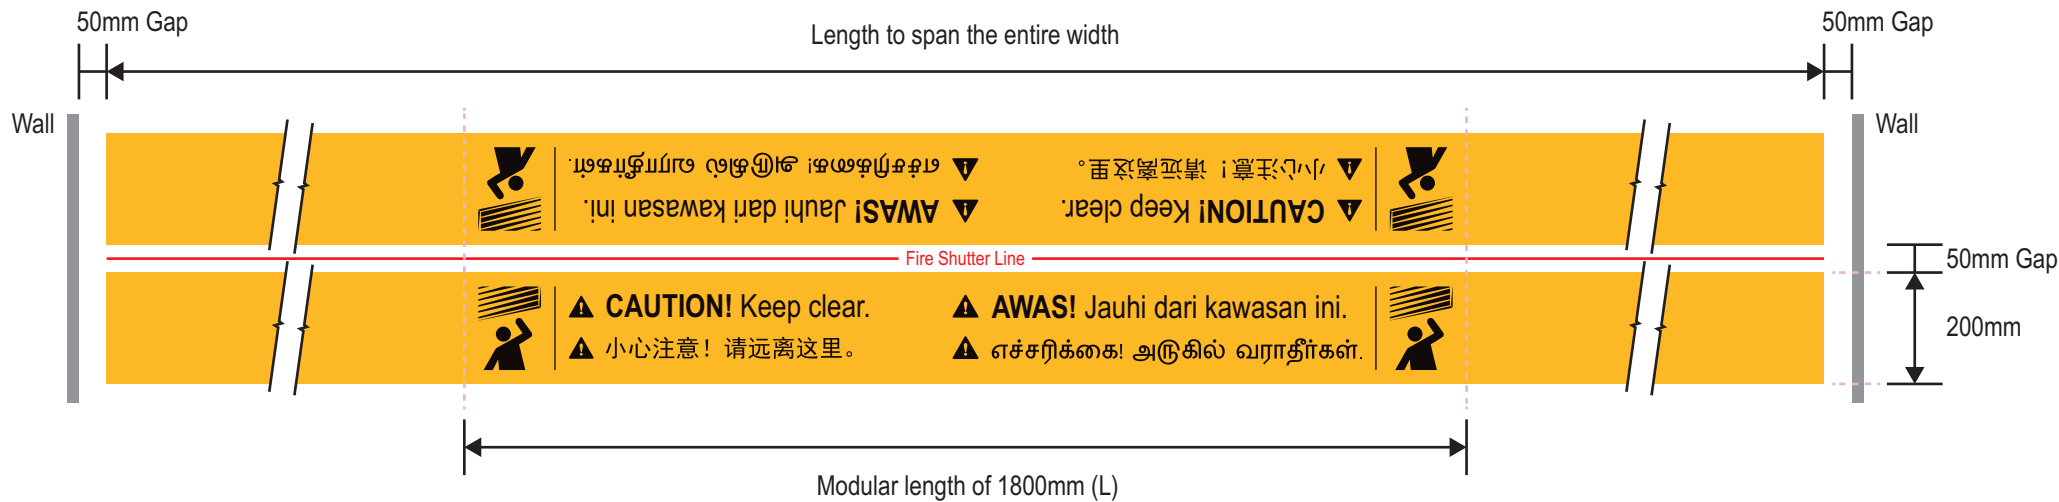 50mm Gap
Length to span the entire width
50mm Gap
Wall
Wall
எச்சரிக்கை! அருகில் வராதீர்கள்.
小心注意！请远离这里。
AWAS! Jauhi dari kawasan ini.
CAUTION! Keep clear.
Fire Shutter Line
50mm Gap
CAUTION! Keep clear.
AWAS! Jauhi dari kawasan ini.
200mm
小心注意！请远离这里。
எச்சரிக்கை! அருகில் வராதீர்கள்.
Modular length of 1800mm (L)